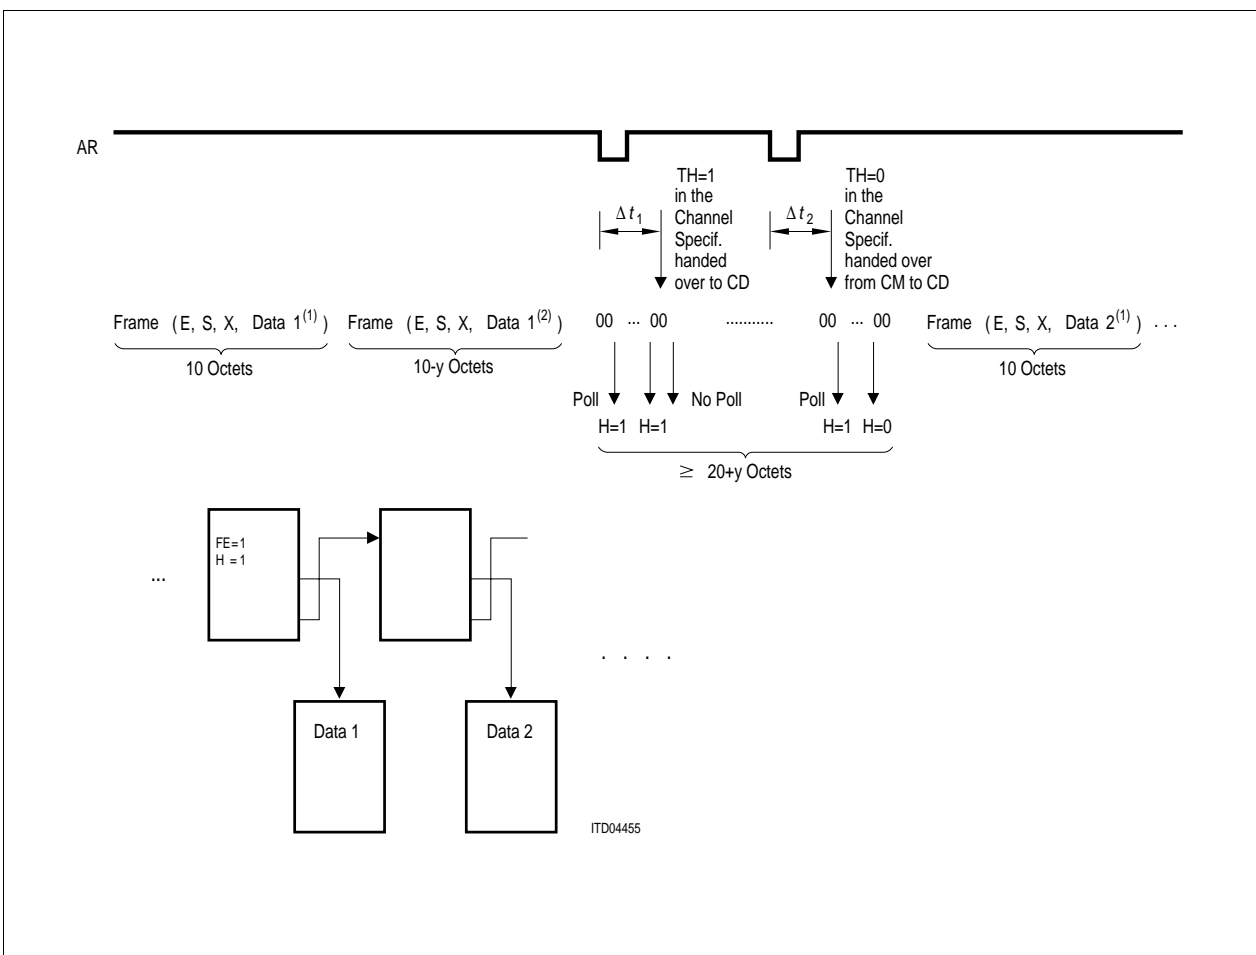 AR
TH=1
in the
Channel
Specif.
handed
over to CD
TH=0
in the
Channel
Specif.
handed over
from CM to CD
Δ t1
Δ t2
Frame (E, S, X, Data 1(1)) Frame (E, S, X, Data 1(2)) 00 ... 00 ........... 00 ... 00 Frame (E, S, X, Data 2(1)) . . .
10 Octets 10-y Octets 10 Octets
Poll No Poll Poll
H=1 H=1 H=1 H=0
≥ 20+y Octets
FE=1
H = 1
...
. . . .
Data 1 Data 2
ITD04455